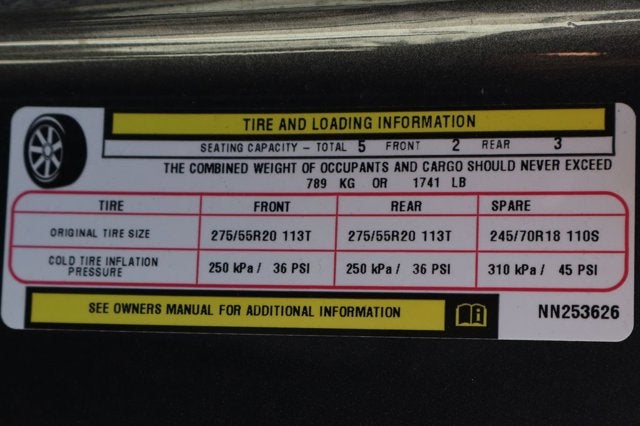 TIRE AND LOADING INFORMATION
SEATING CAPACITY – TOTAL 5 FRONT 2 REAR 3
THE COMBINED WEIGHT OF OCCUPANTS AND CARGO SHOULD NEVER EXCEED
789 KG OR 1741 LB
TIRE FRONT REAR SPARE
ORIGINAL TIRE SIZE 275/55R20 113T 275/55R20 113T 245/70R18 110S
COLD TIRE INFLATION
PRESSURE 250 kPa / 36 PSI 250 kPa / 36 PSI 310 kPa / 45 PSI
SEE OWNERS MANUAL FOR ADDITIONAL INFORMATION i NN253626